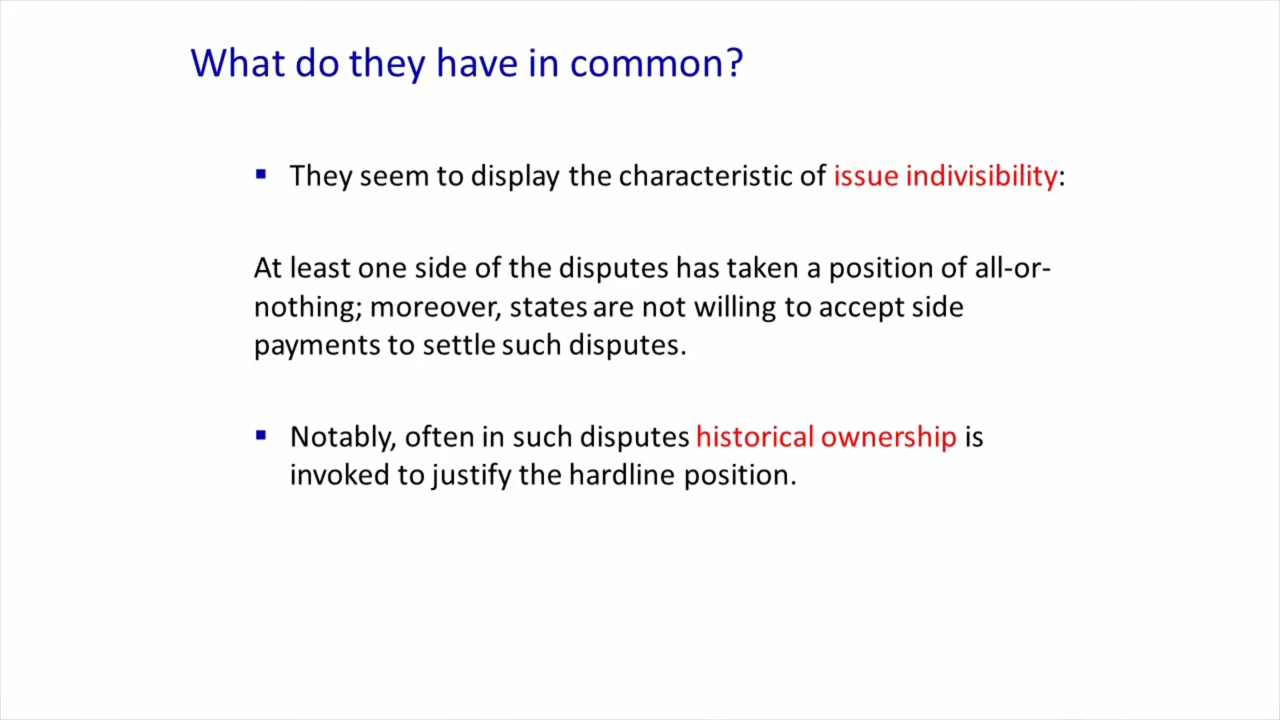 What do they have in common?
▪ They seem to display the characteristic of issue indivisibility:
At least one side of the disputes has taken a position of all-or-
nothing; moreover, states are not willing to accept side
payments to settle such disputes.
▪ Notably, often in such disputes historical ownership is
invoked to justify the hardline position.